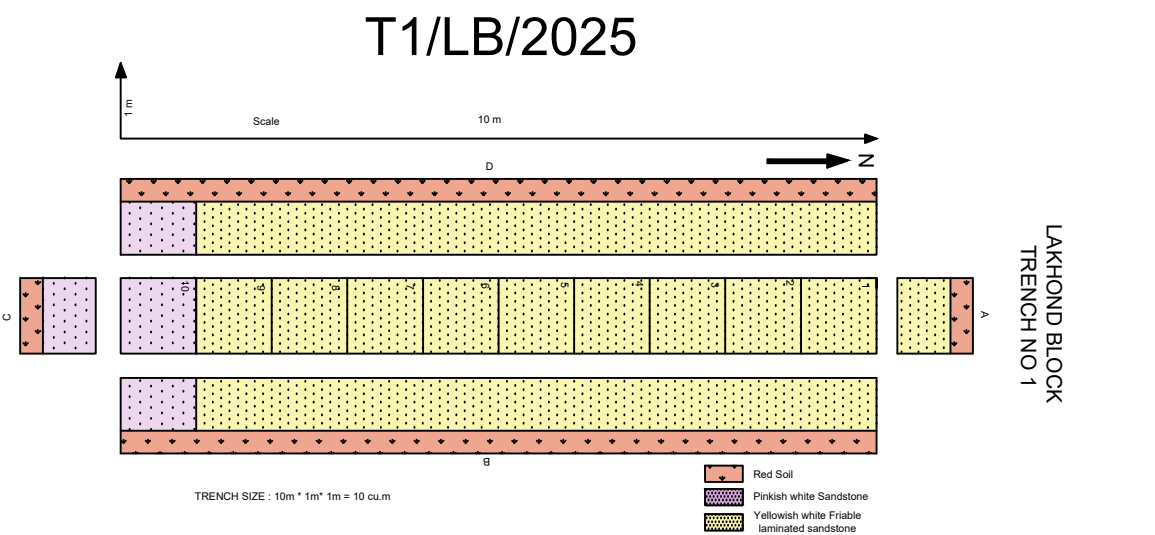 T1/LB/2025
1 m
Scale
10 m
N
D
10
9
8
7
6
5
4
3
2
1
C
A
LAKHOND BLOCK
TRENCH NO 1
B
TRENCH SIZE : 10m * 1m* 1m = 10 cu.m
Red Soil
Pinkish white Sandstone
Yellowish white Friable
laminated sandstone